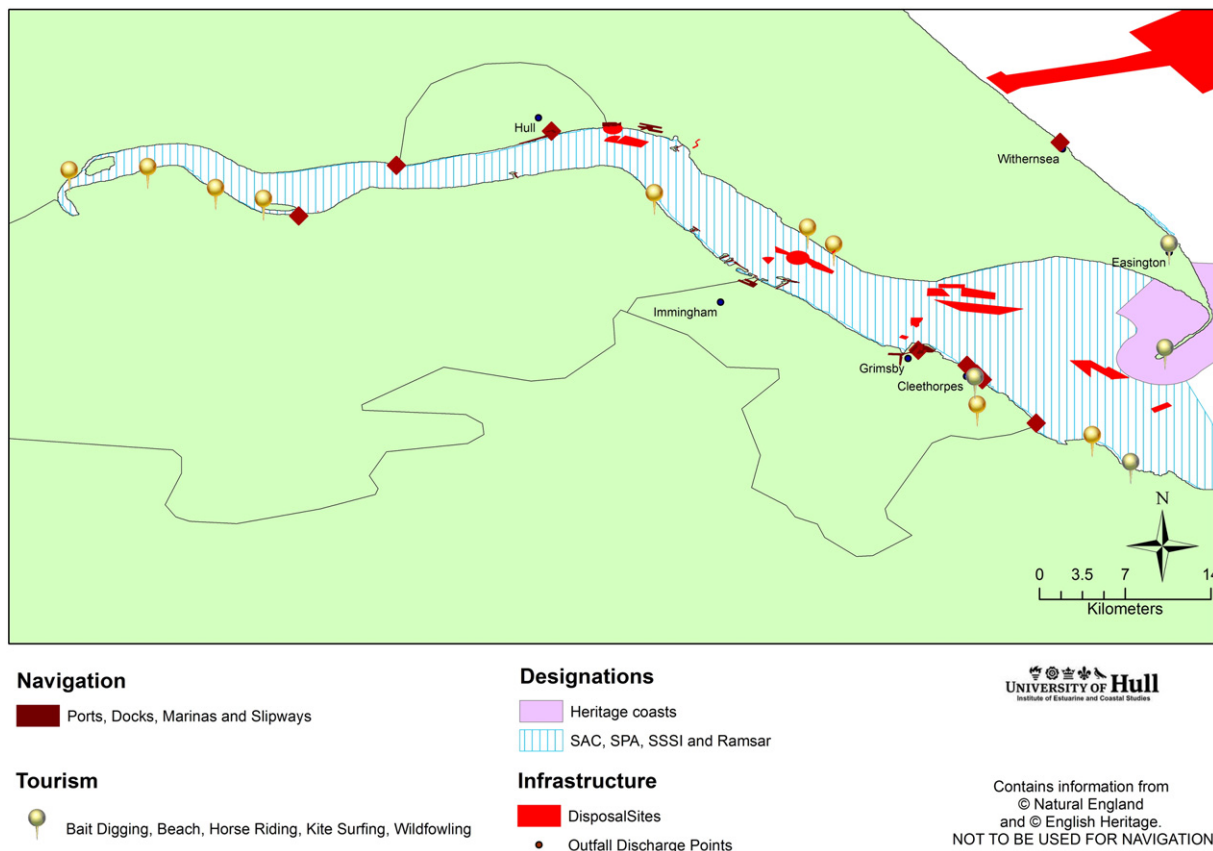 Hull
Withernsea
Easington
Immingham
Grimsby
Cleethorpes
N
0 3.5 7 14
Kilometers
Navigation
Ports, Docks, Marinas and Slipways
Tourism
Bait Digging, Beach, Horse Riding, Kite Surfing, Wildfowling
Designations
Heritage coasts
SAC, SPA, SSSI and Ramsar
Infrastructure
DisposalSites
Outfall Discharge Points
UNIVERSITY OF Hull
Institute of Estuarine and Coastal Studies
Contains information from
© Natural England
and © English Heritage.
NOT TO BE USED FOR NAVIGATION